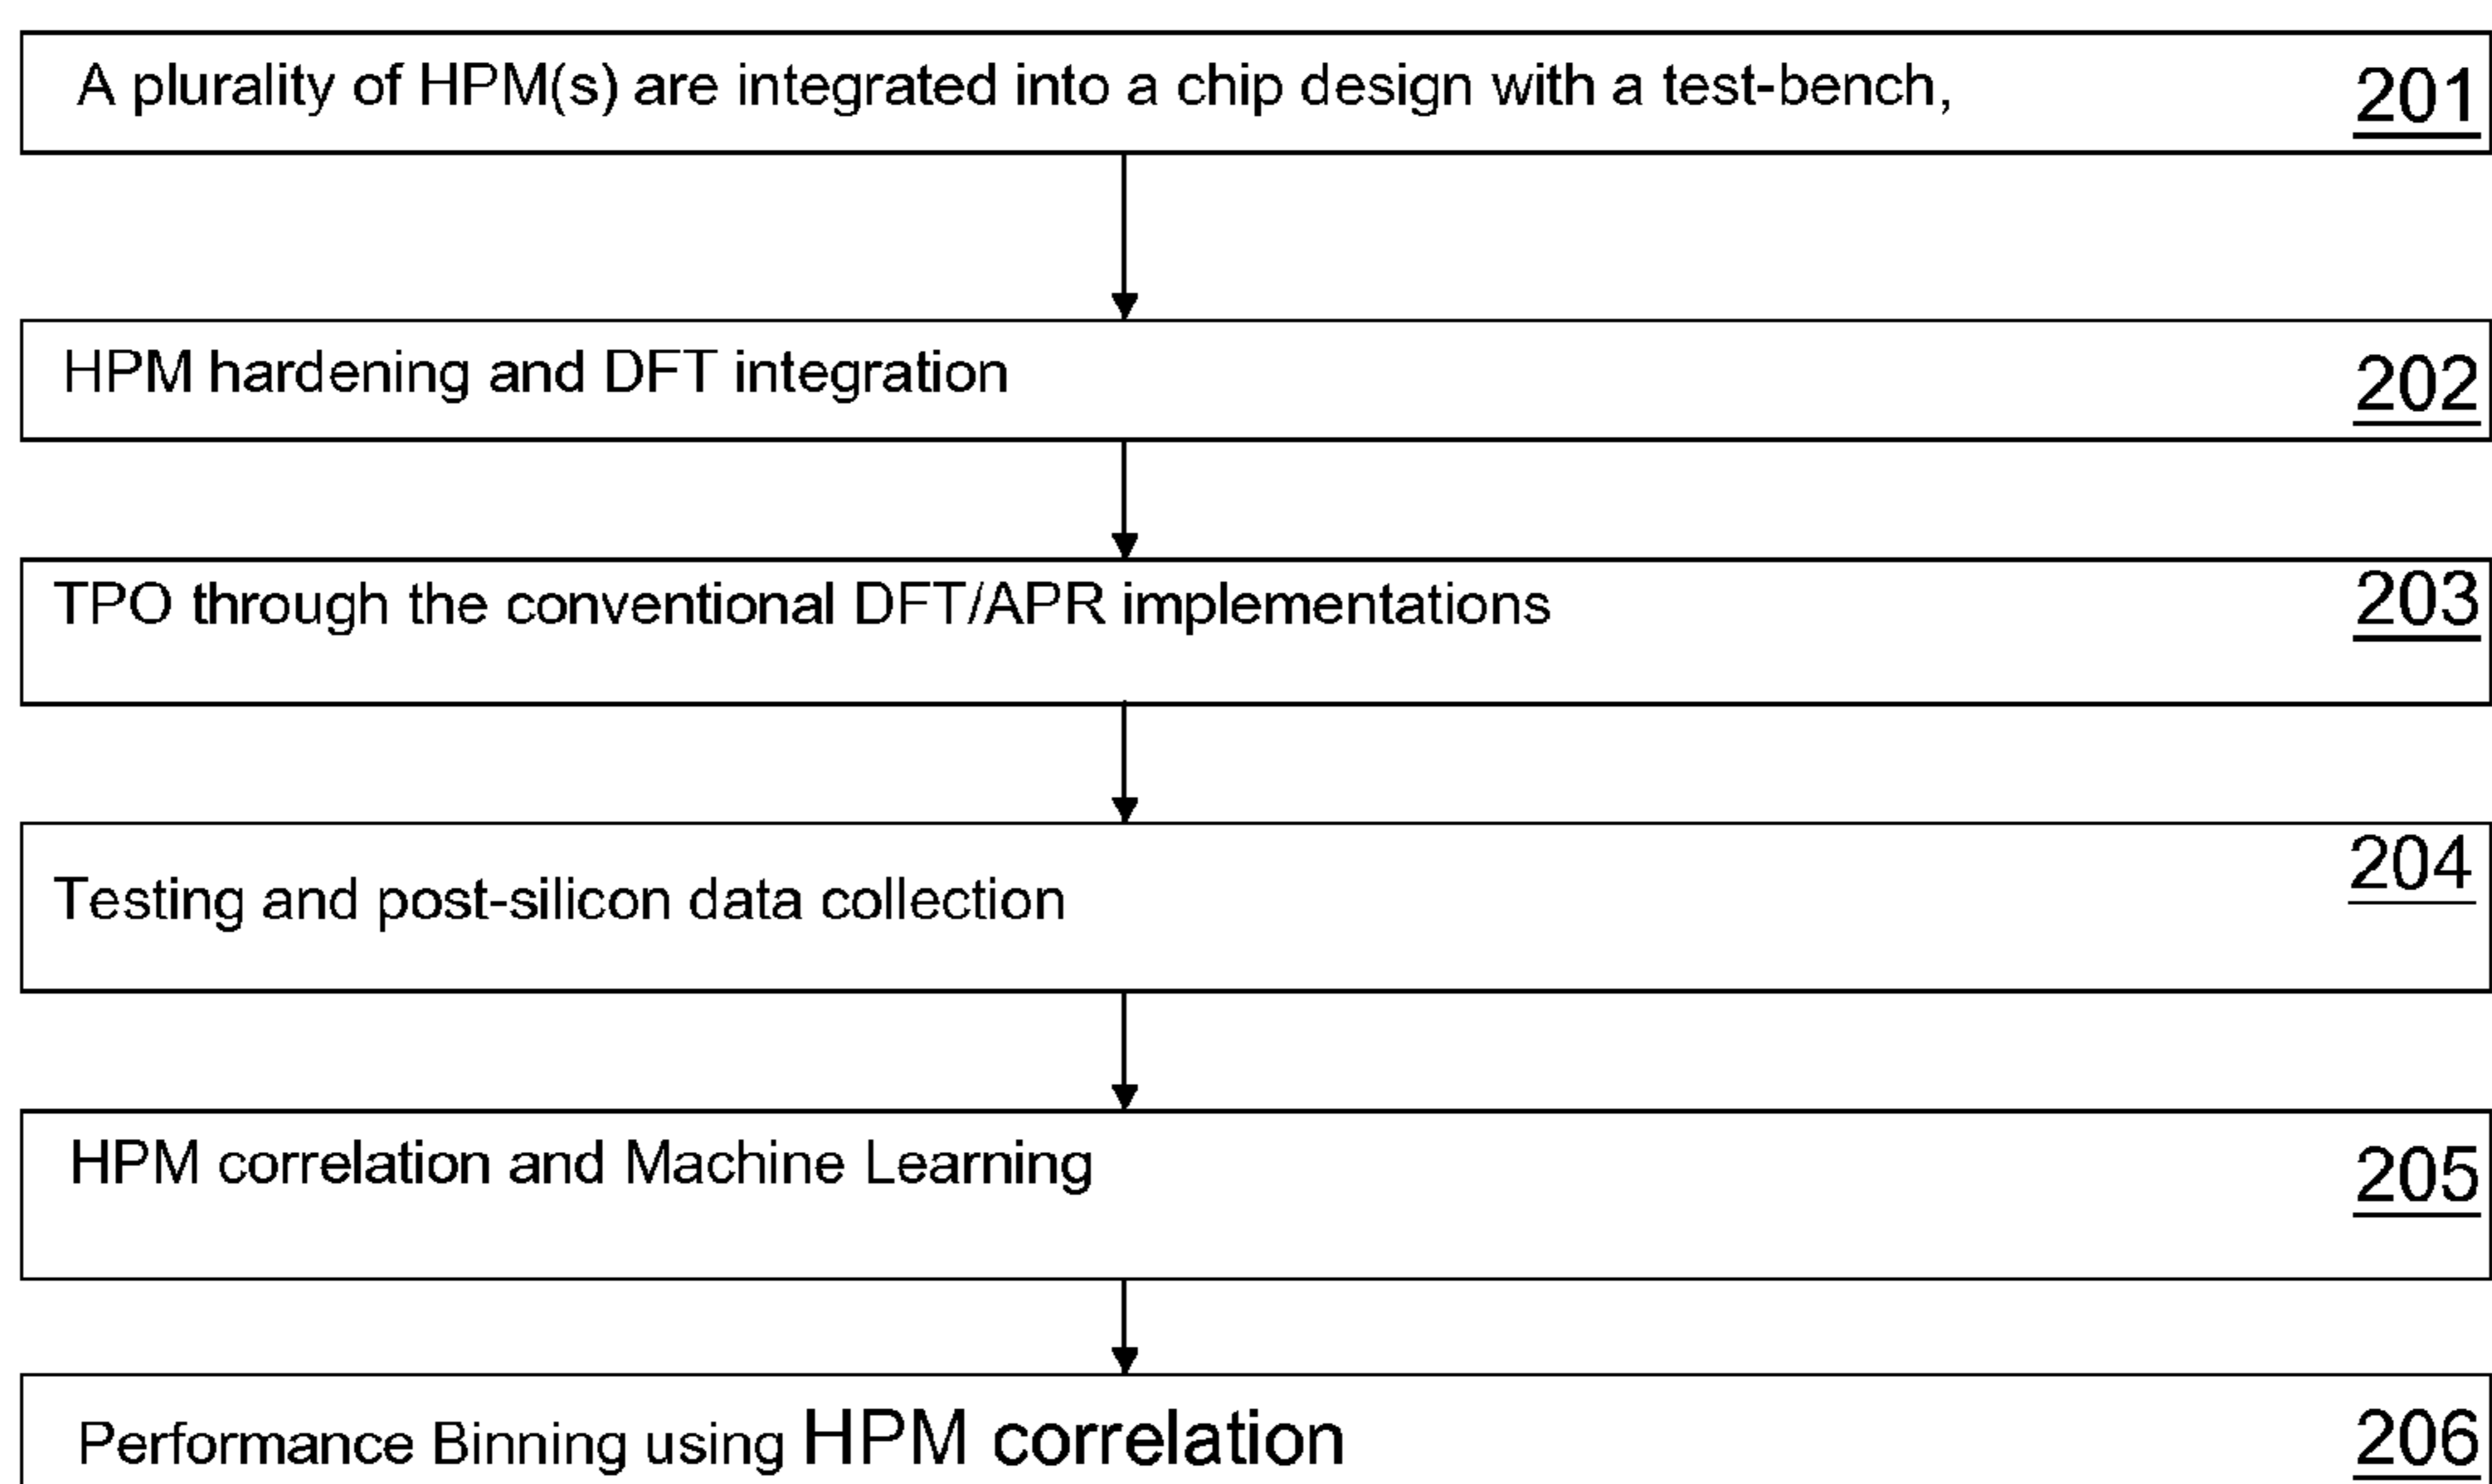 A plurality of HPM(s) are integrated into a chip design with a test-bench, 201
HPM hardening and DFT integration 202
TPO through the conventional DFT/APR implementations 203
Testing and post-silicon data collection 204
HPM correlation and Machine Learning 205
Performance Binning using HPM correlation 206